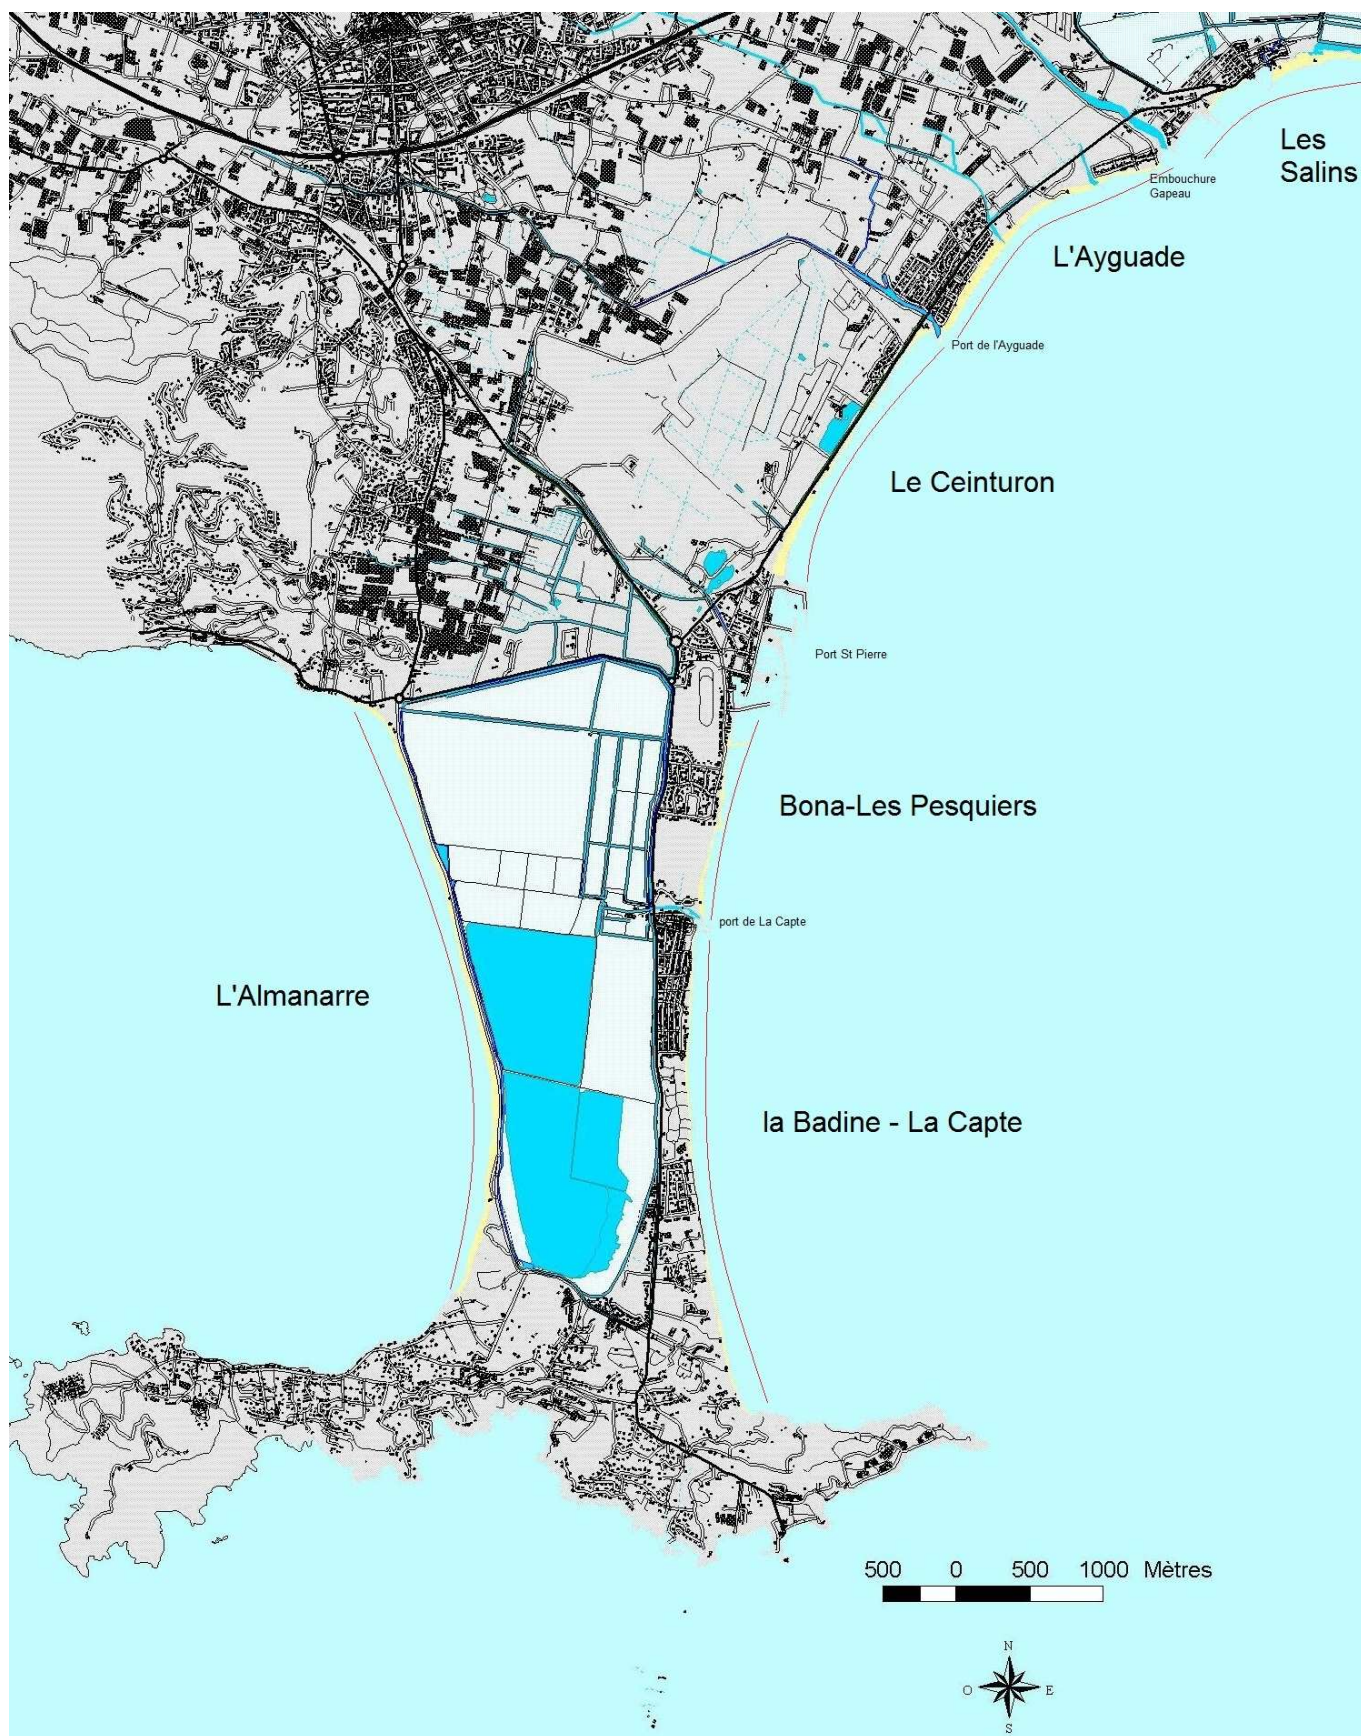 Les
Salins
Embouchure
Gapeau
L'Ayguade
Port de l'Ayguade
Le Ceinturon
Port St Pierre
Bona-Les Pesquiers
port de La Capte
L'Almanarre
la Badine - La Capte
500 0 500 1000 Mètres
N
O E
S